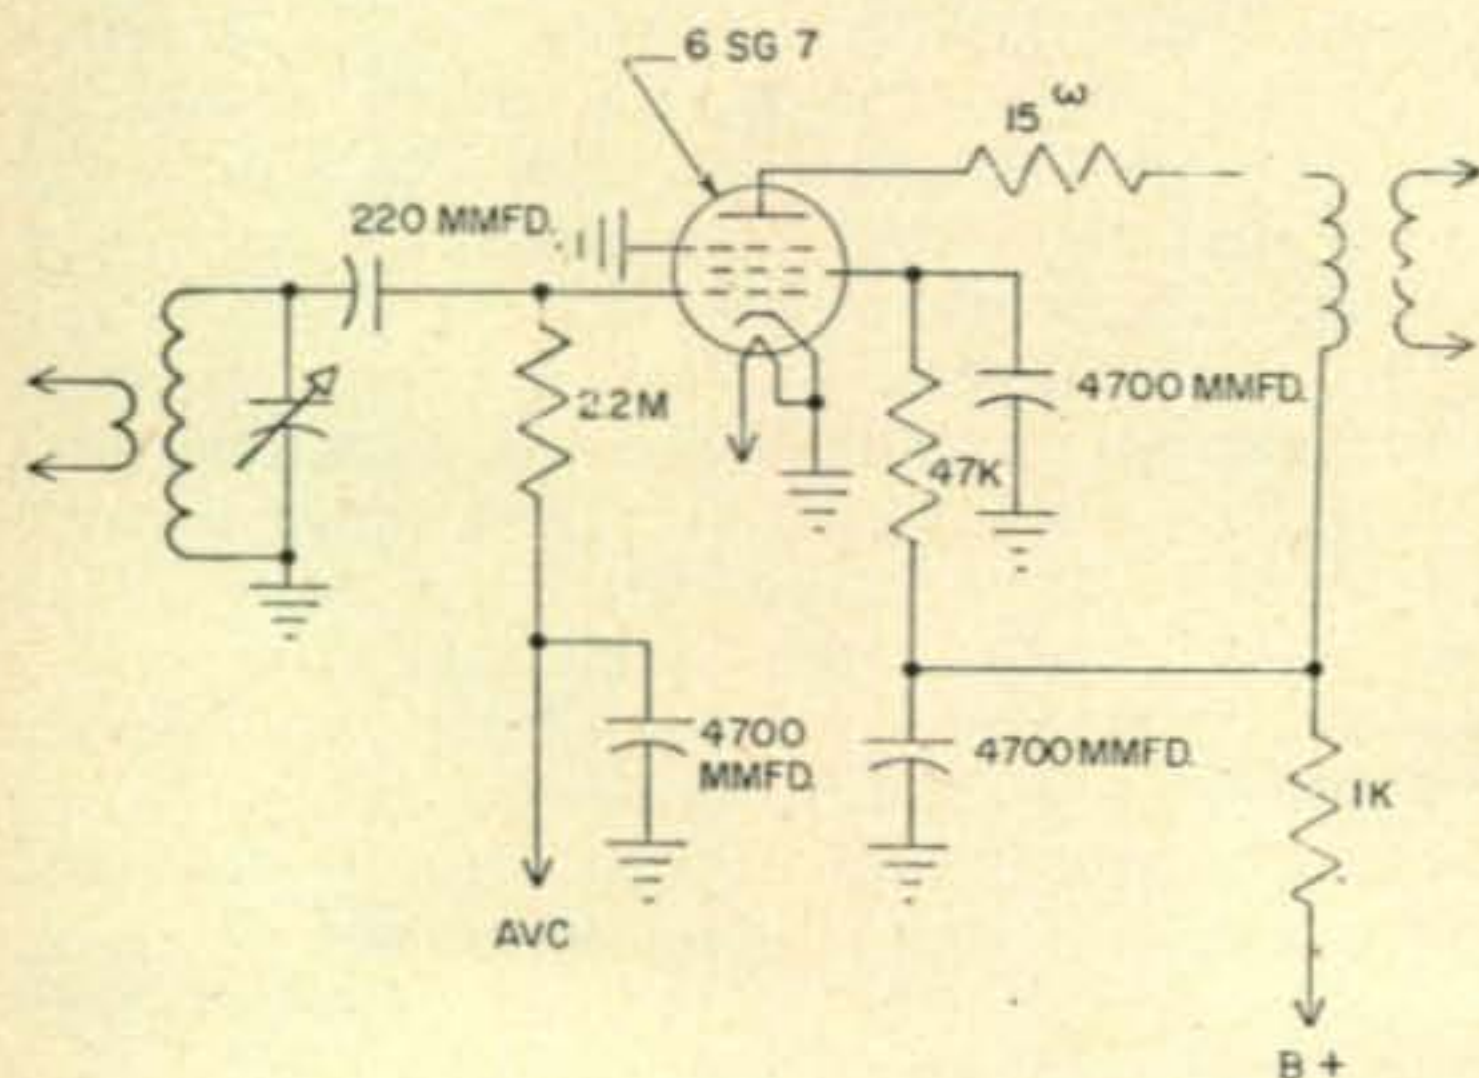 6 SG 7
15 ω
220 MMFD.
2.2M
4700 MMFD.
47K
4700
MMFD.
4700 MMFD.
1K
AVC
B +